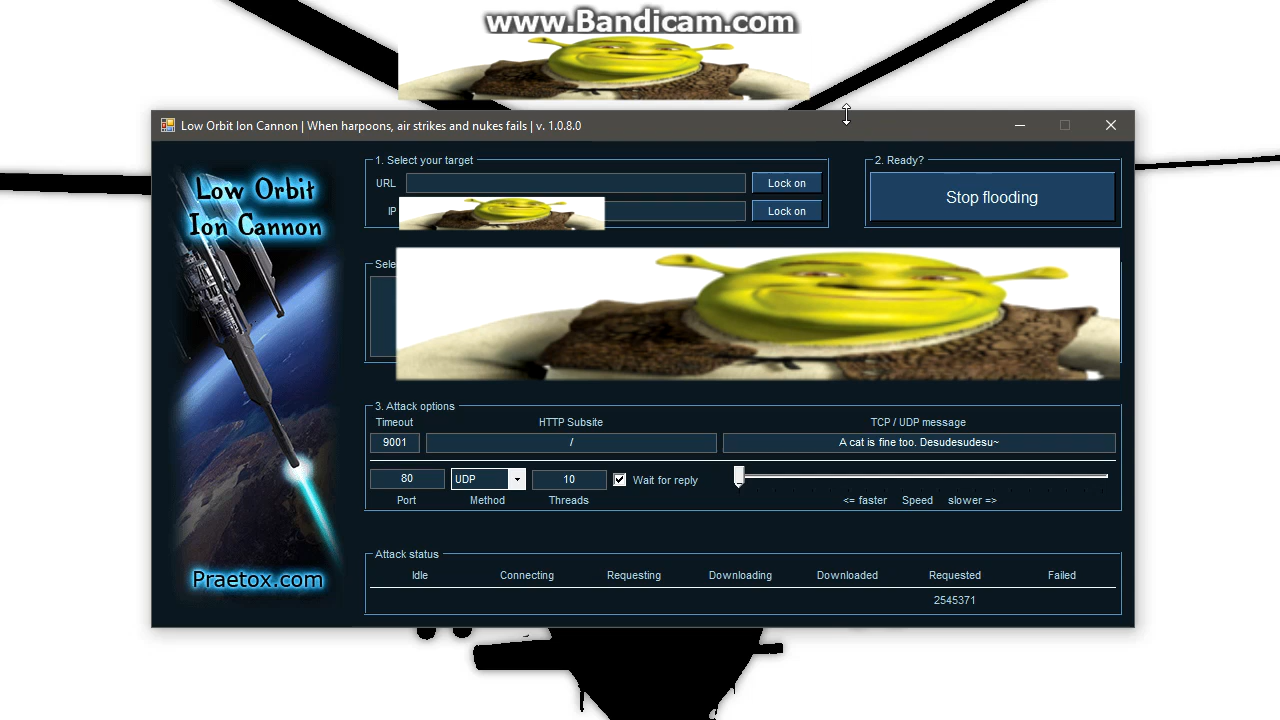 www.Bandicam.com
Low Orbit Ion Cannon | When harpoons, air strikes and nukes fails | v. 1.0.8.0
Low Orbit
Ion Cannon
Praetox.com
1. Select your target
URL
Lock on
IP
Lock on
2. Ready?
Stop flooding
3. Attack options
Timeout
HTTP Subsite
TCP / UDP message
9001
/
A cat is fine too. Desudesudesu~
80
UDP
10
Wait for reply
Port
Method
Threads
<= faster
Speed
slower =>
Attack status
Idle
Connecting
Requesting
Downloading
Downloaded
Requested
Failed
2545371